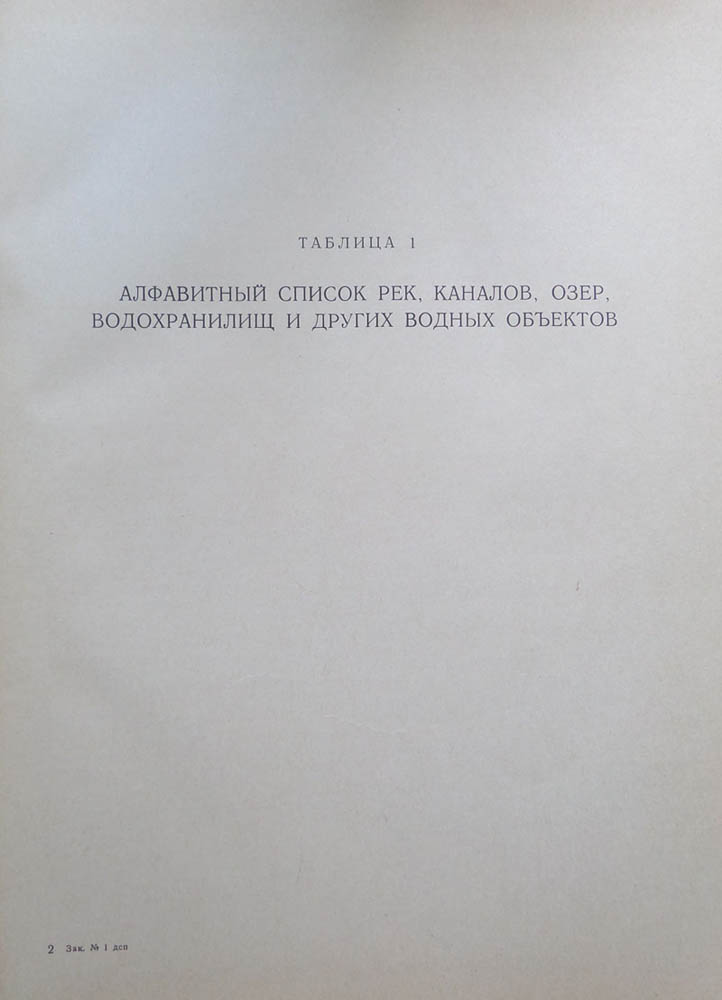 ТАБЛИЦА 1
АЛФАВИТНЫЙ СПИСОК РЕК, КАНАЛОВ, ОЗЕР,
ВОДОХРАНИЛИЩ И ДРУГИХ ВОДНЫХ ОБЪЕКТОВ
2 Зак. № 1 дсп